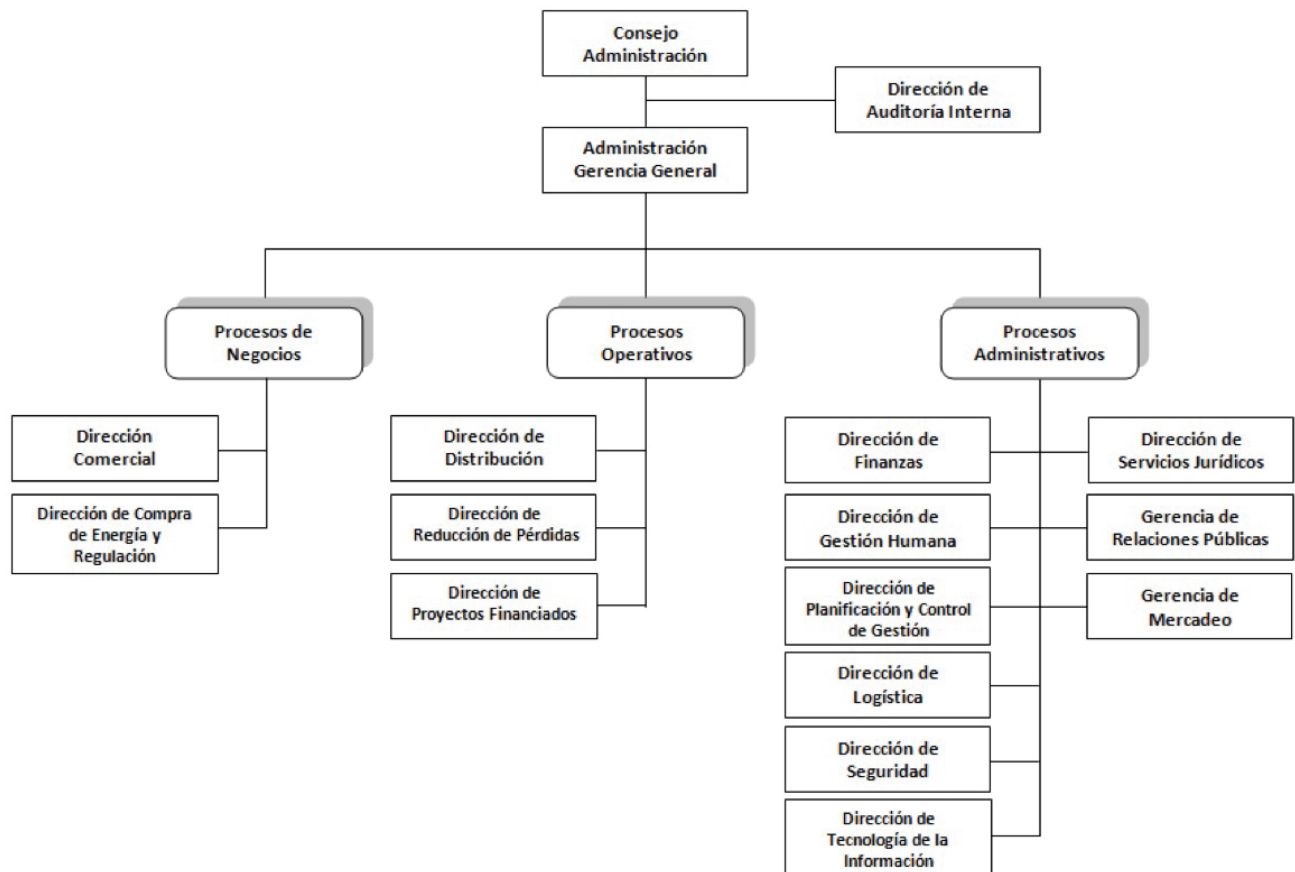 Consejo
Administración
Dirección de
Auditoría Interna
Administración
Gerencia General
Procesos de
Negocios
Procesos
Operativos
Procesos
Administrativos
Dirección
Comercial
Dirección de Compra
de Energía y
Regulación
Dirección de
Distribución
Dirección de
Reducción de Pérdidas
Dirección de
Proyectos Financiados
Dirección de
Finanzas
Dirección de
Gestión Humana
Dirección de
Planificación y Control
de Gestión
Dirección de
Logística
Dirección de
Seguridad
Dirección de
Tecnología de la
Información
Dirección de
Servicios Jurídicos
Gerencia de
Relaciones Públicas
Gerencia de
Mercadeo